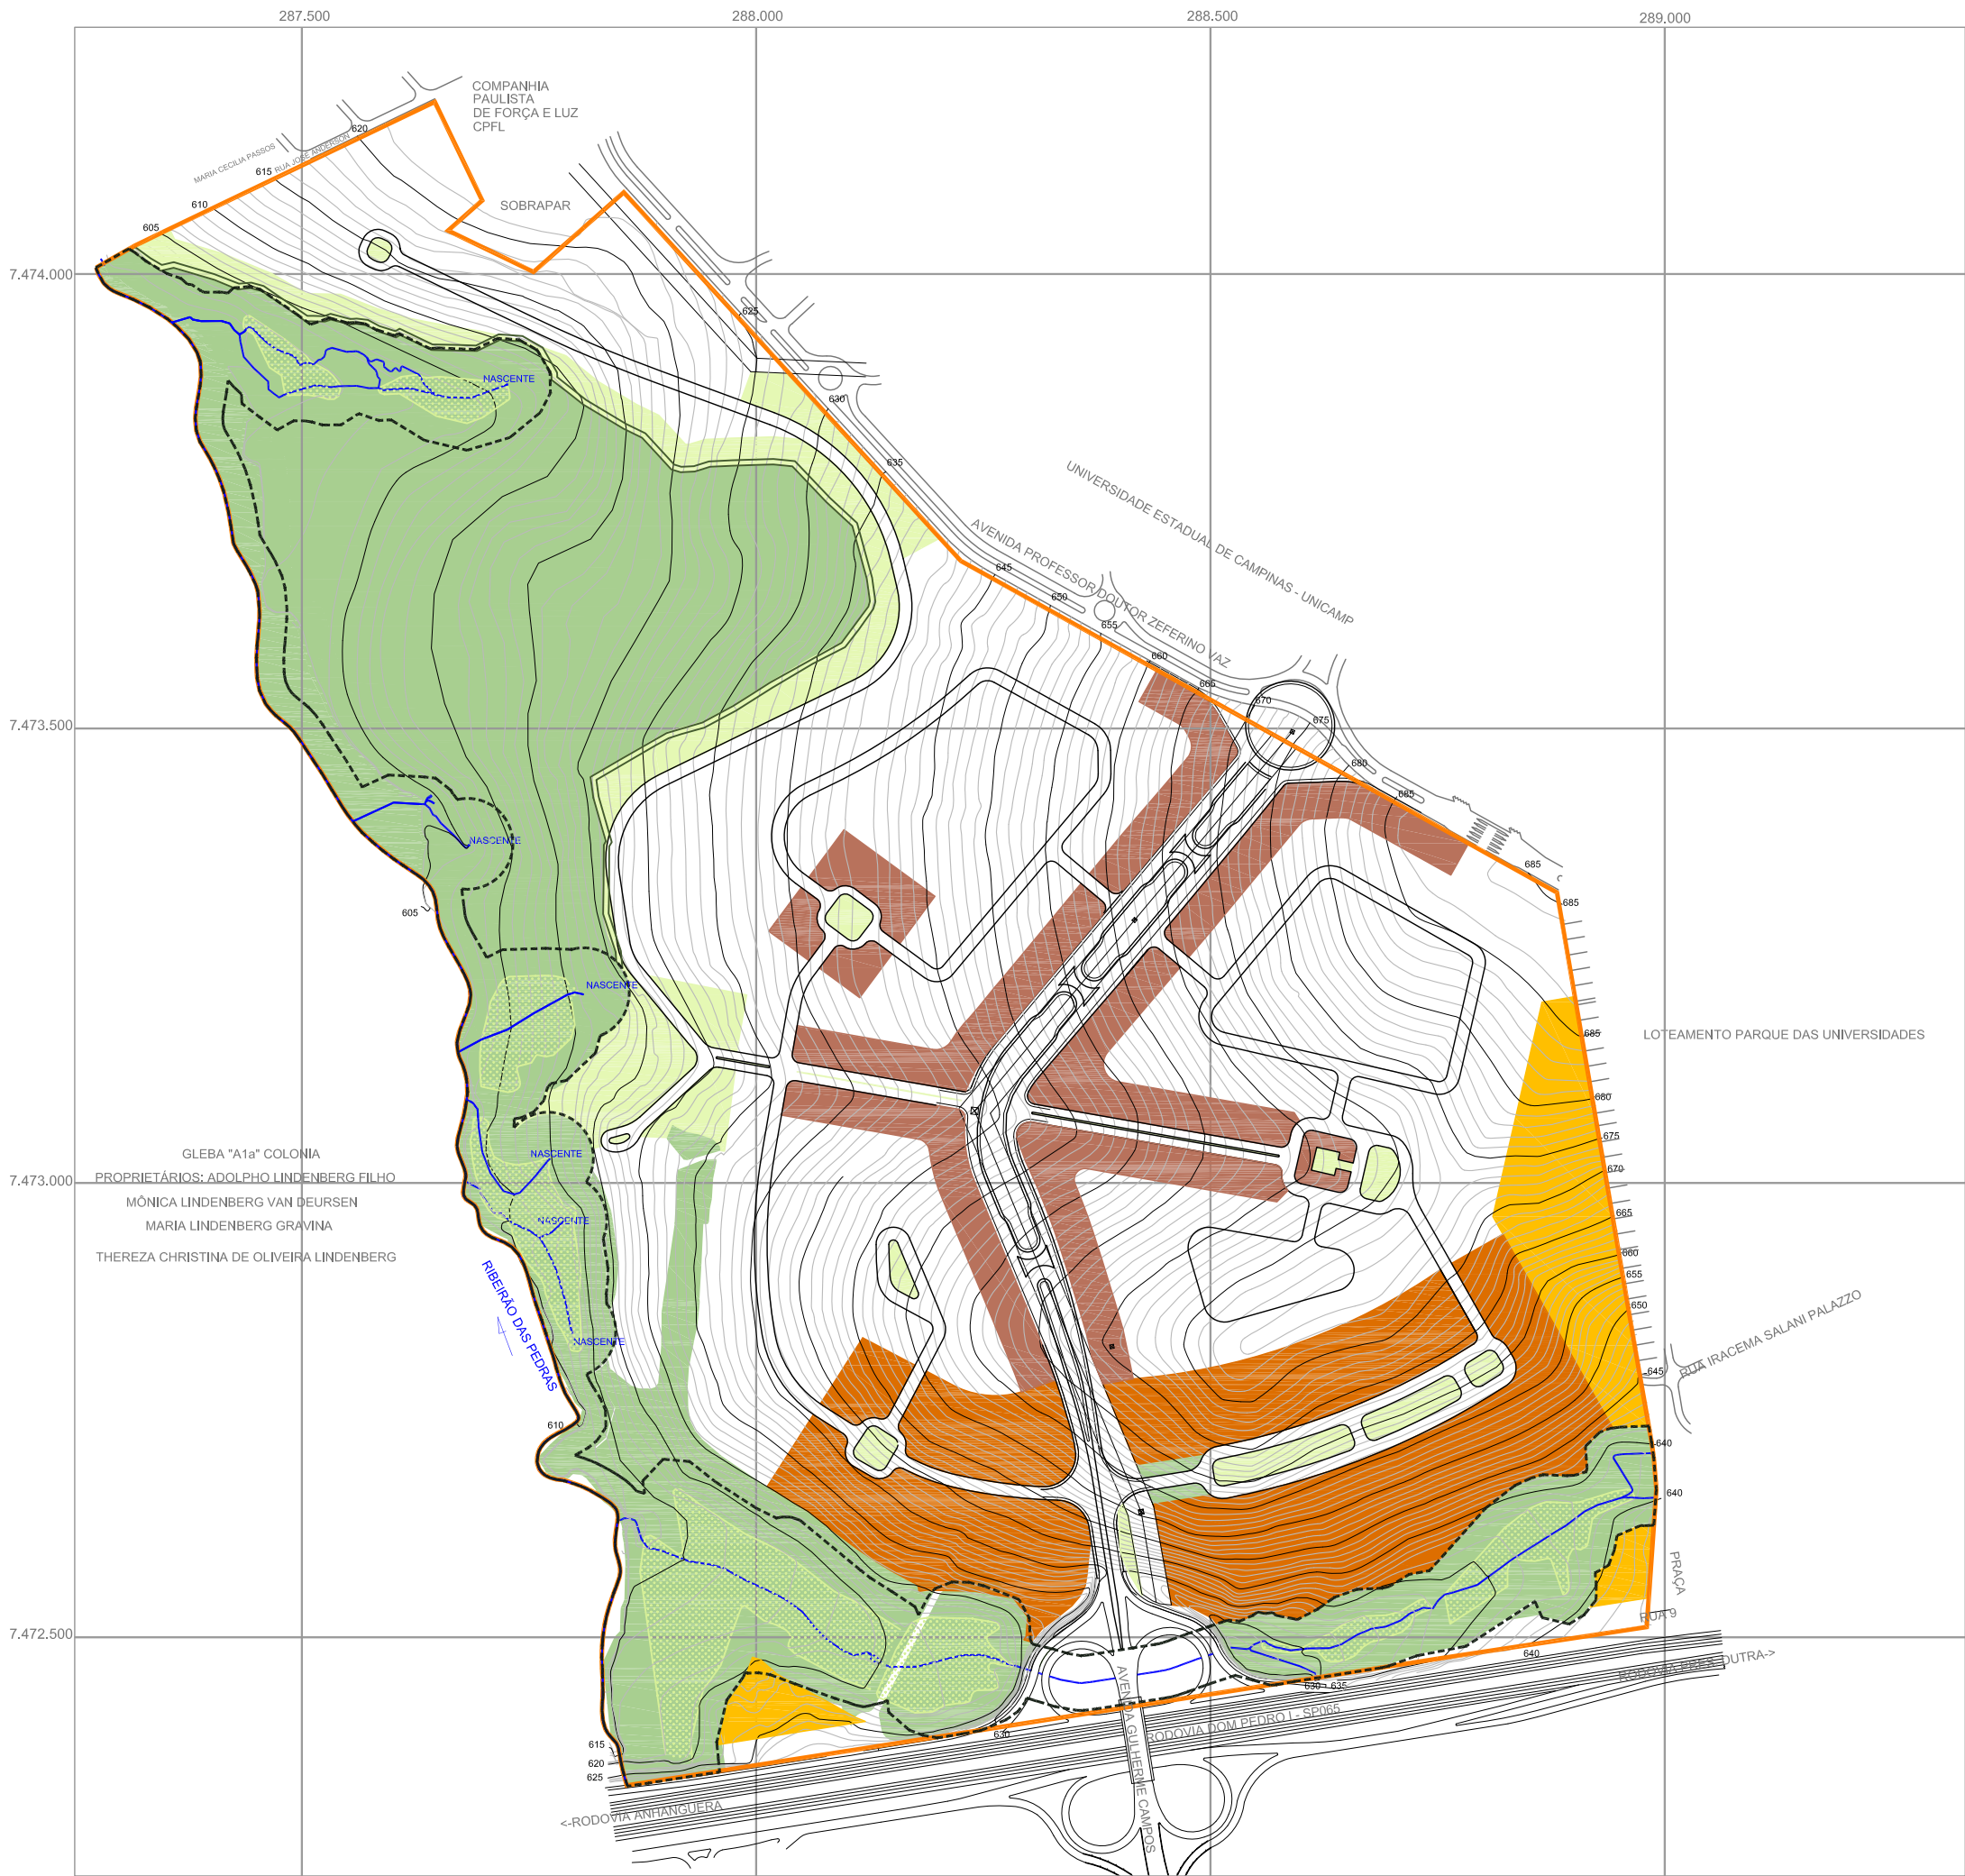 287.500
288.000
288.500
289.000
COMPANHIA
PAULISTA
DE FORÇA E LUZ
CPFL
620
MARIA CECILIA PASSOS
RUA JOSÉ ANDERSON
615
SOBRAPAR
610
605
7.474.000
625
NASCENTE
630
635
UNIVERSIDADE ESTADUAL DE CAMPINAS - UNICAMP
AVENIDA PROFESSOR DOUTOR ZEFERINO VAZ
645
650
655
660
665
670
675
7.473.500
680
685
NASCENTE
685
605
685
NASCENTE
685
LOTEAMENTO PARQUE DAS UNIVERSIDADES
680
675
GLEBA "A1a" COLONIA
NASCENTE
670
PROPRIETÁRIOS: ADOLPHO LINDENBERG FILHO
7.473.000
MÔNICA LINDENBERG VAN DEURSEN
665
MARIA LINDENBERG GRAVINA
NASCENTE
660
THEREZA CHRISTINA DE OLIVEIRA LINDENBERG
655
RIBEIRÃO DAS PEDRAS
650
RUA IRACEMA SALANI PALAZZO
NASCENTE
645
610
640
640
PRAÇA
RUA 9
7.472.500
640
RODOVIA PRES. DUTRA->
630
635
AVENIDA GULHERME CAMPOS
RODOVIA DOM PEDRO I - SP065
630
615
620
625
<-RODOVIA ANHANGUERA